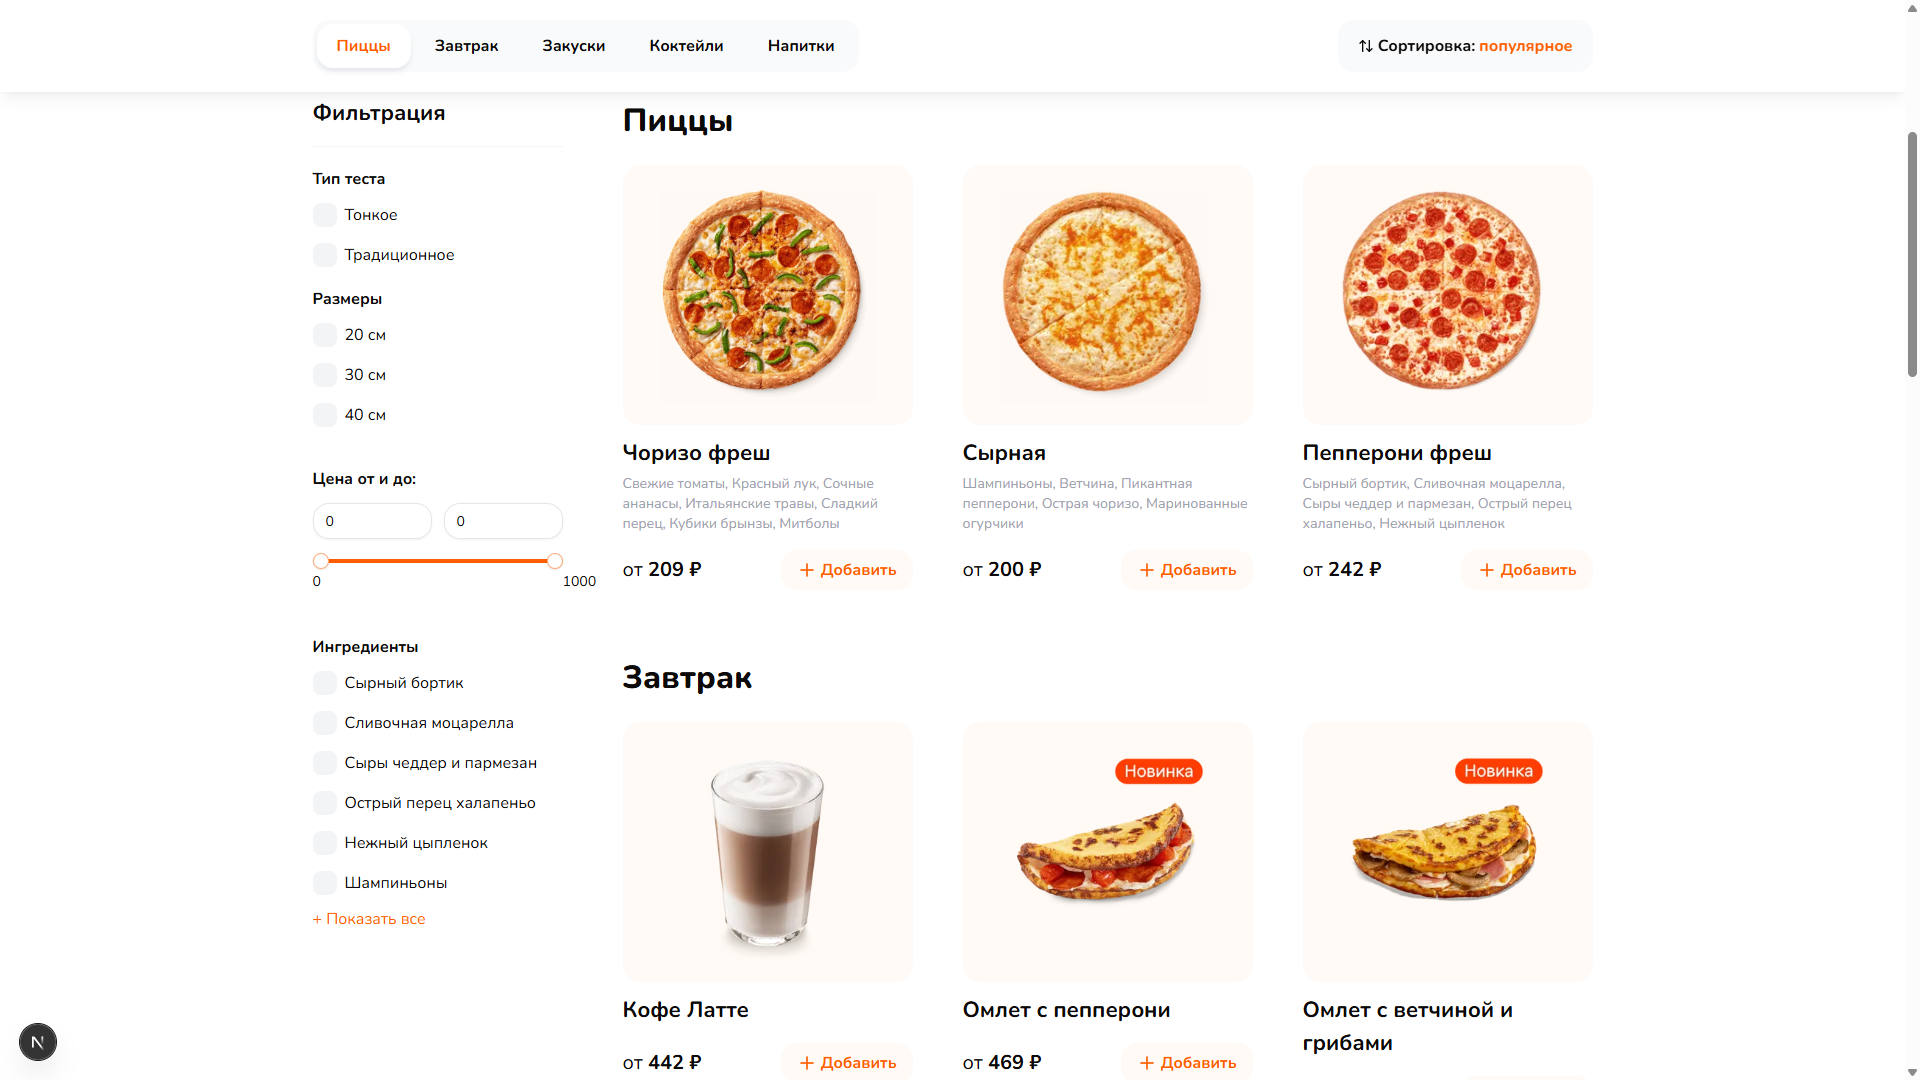 Пиццы
Завтрак
Закуски
Коктейли
Напитки
Сортировка: популярное
Фильтрация
Тип теста
Тонкое
Традиционное
Размеры
20 см
30 см
40 см
Цена от и до:
0
0
0
1000
Ингредиенты
Сырный бортик
Сливочная моцарелла
Сыры чеддер и пармезан
Острый перец халапеньо
Нежный цыпленок
Шампиньоны
+ Показать все
Пиццы
Чоризо фреш
Свежие томаты, Красный лук, Сочные
ананасы, Итальянские травы, Сладкий
перец, Кубики брынзы, Митболы
от 209 ₽
+ Добавить
Сырная
Шампиньоны, Ветчина, Пикантная
пепперони, Острая чоризо, Маринованные
огурчики
от 200 ₽
+ Добавить
Пепперони фреш
Сырный бортик, Сливочная моцарелла,
Сыры чеддер и пармезан, Острый перец
халапеньо, Нежный цыпленок
от 242 ₽
+ Добавить
Завтрак
Кофе Латте
от 442 ₽
+ Добавить
Новинка
Омлет с пепперони
от 469 ₽
+ Добавить
Новинка
Омлет с ветчиной и
грибами
N